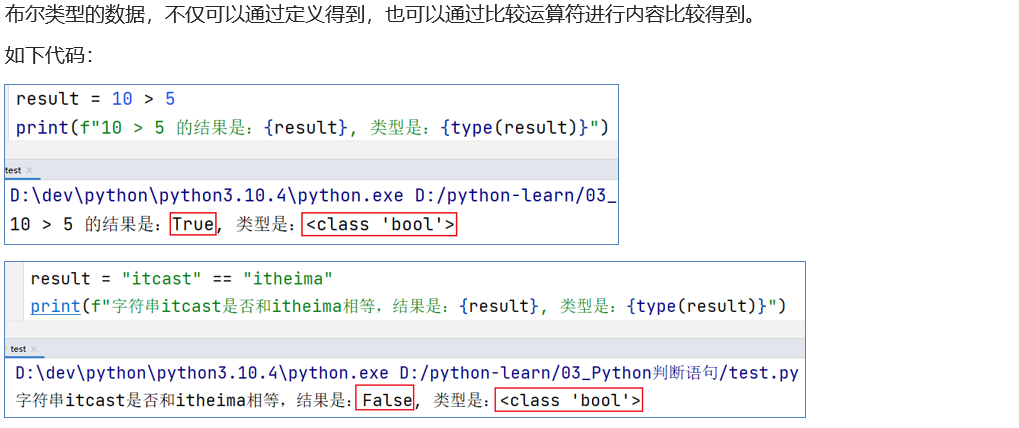 布尔类型的数据，不仅可以通过定义得到，也可以通过比较运算符进行内容比较得到。
如下代码：
result = 10 > 5
print(f"10 > 5 的结果是：{result}, 类型是：{type(result)}")
test ×
D:\dev\python\python3.10.4\python.exe D:/python-learn/03_
10 > 5 的结果是：True, 类型是：<class 'bool'>
result = "itcast" == "itheima"
print(f"字符串itcast是否和itheima相等，结果是：{result}, 类型是：{type(result)}")
test ×
D:\dev\python\python3.10.4\python.exe D:/python-learn/03_Python判断语句/test.py
字符串itcast是否和itheima相等，结果是：False, 类型是：<class 'bool'>